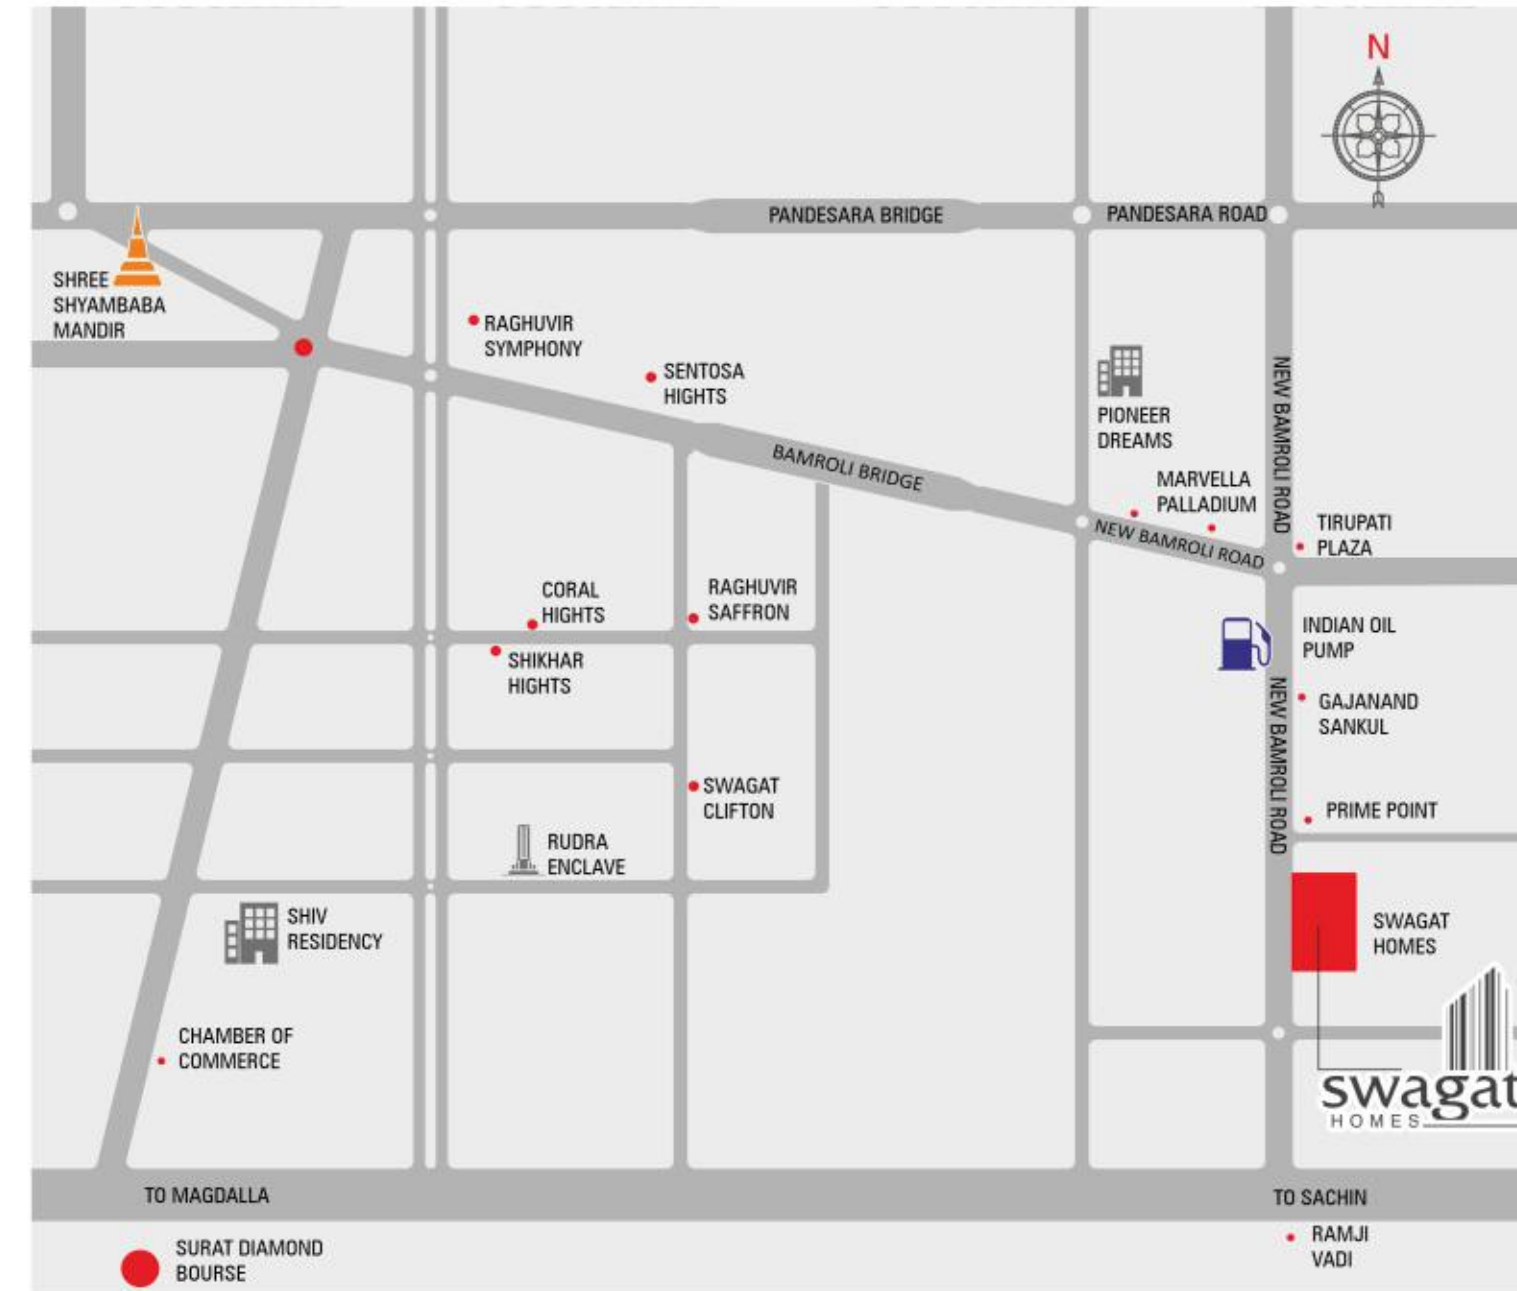 N
PANDESARA BRIDGE
PANDESARA ROAD
SHREE
SHYAMBABA
MANDIR
RAGHUVIR
SYMPHONY
SENTOSA
HIGHTS
BAMROLI BRIDGE
PIONEER
DREAMS
NEW BAMROLI ROAD
MARVELLA
PALLADIUM
NEW BAMROLI ROAD
TIRUPATI
PLAZA
CORAL
HIGHTS
RAGHUVIR
SAFFRON
SHIKHAR
HIGHTS
INDIAN OIL
PUMP
NEW BAMROLI ROAD
GAJANAND
SANKUL
SWAGAT
CLIFTON
PRIME POINT
RUDRA
ENCLAVE
SHIV
RESIDENCY
SWAGAT
HOMES
CHAMBER OF
COMMERCE
swagat
HOMES
TO MAGDALLA
TO SACHIN
SURAT DIAMOND
BOURSE
RAMJI
VADI